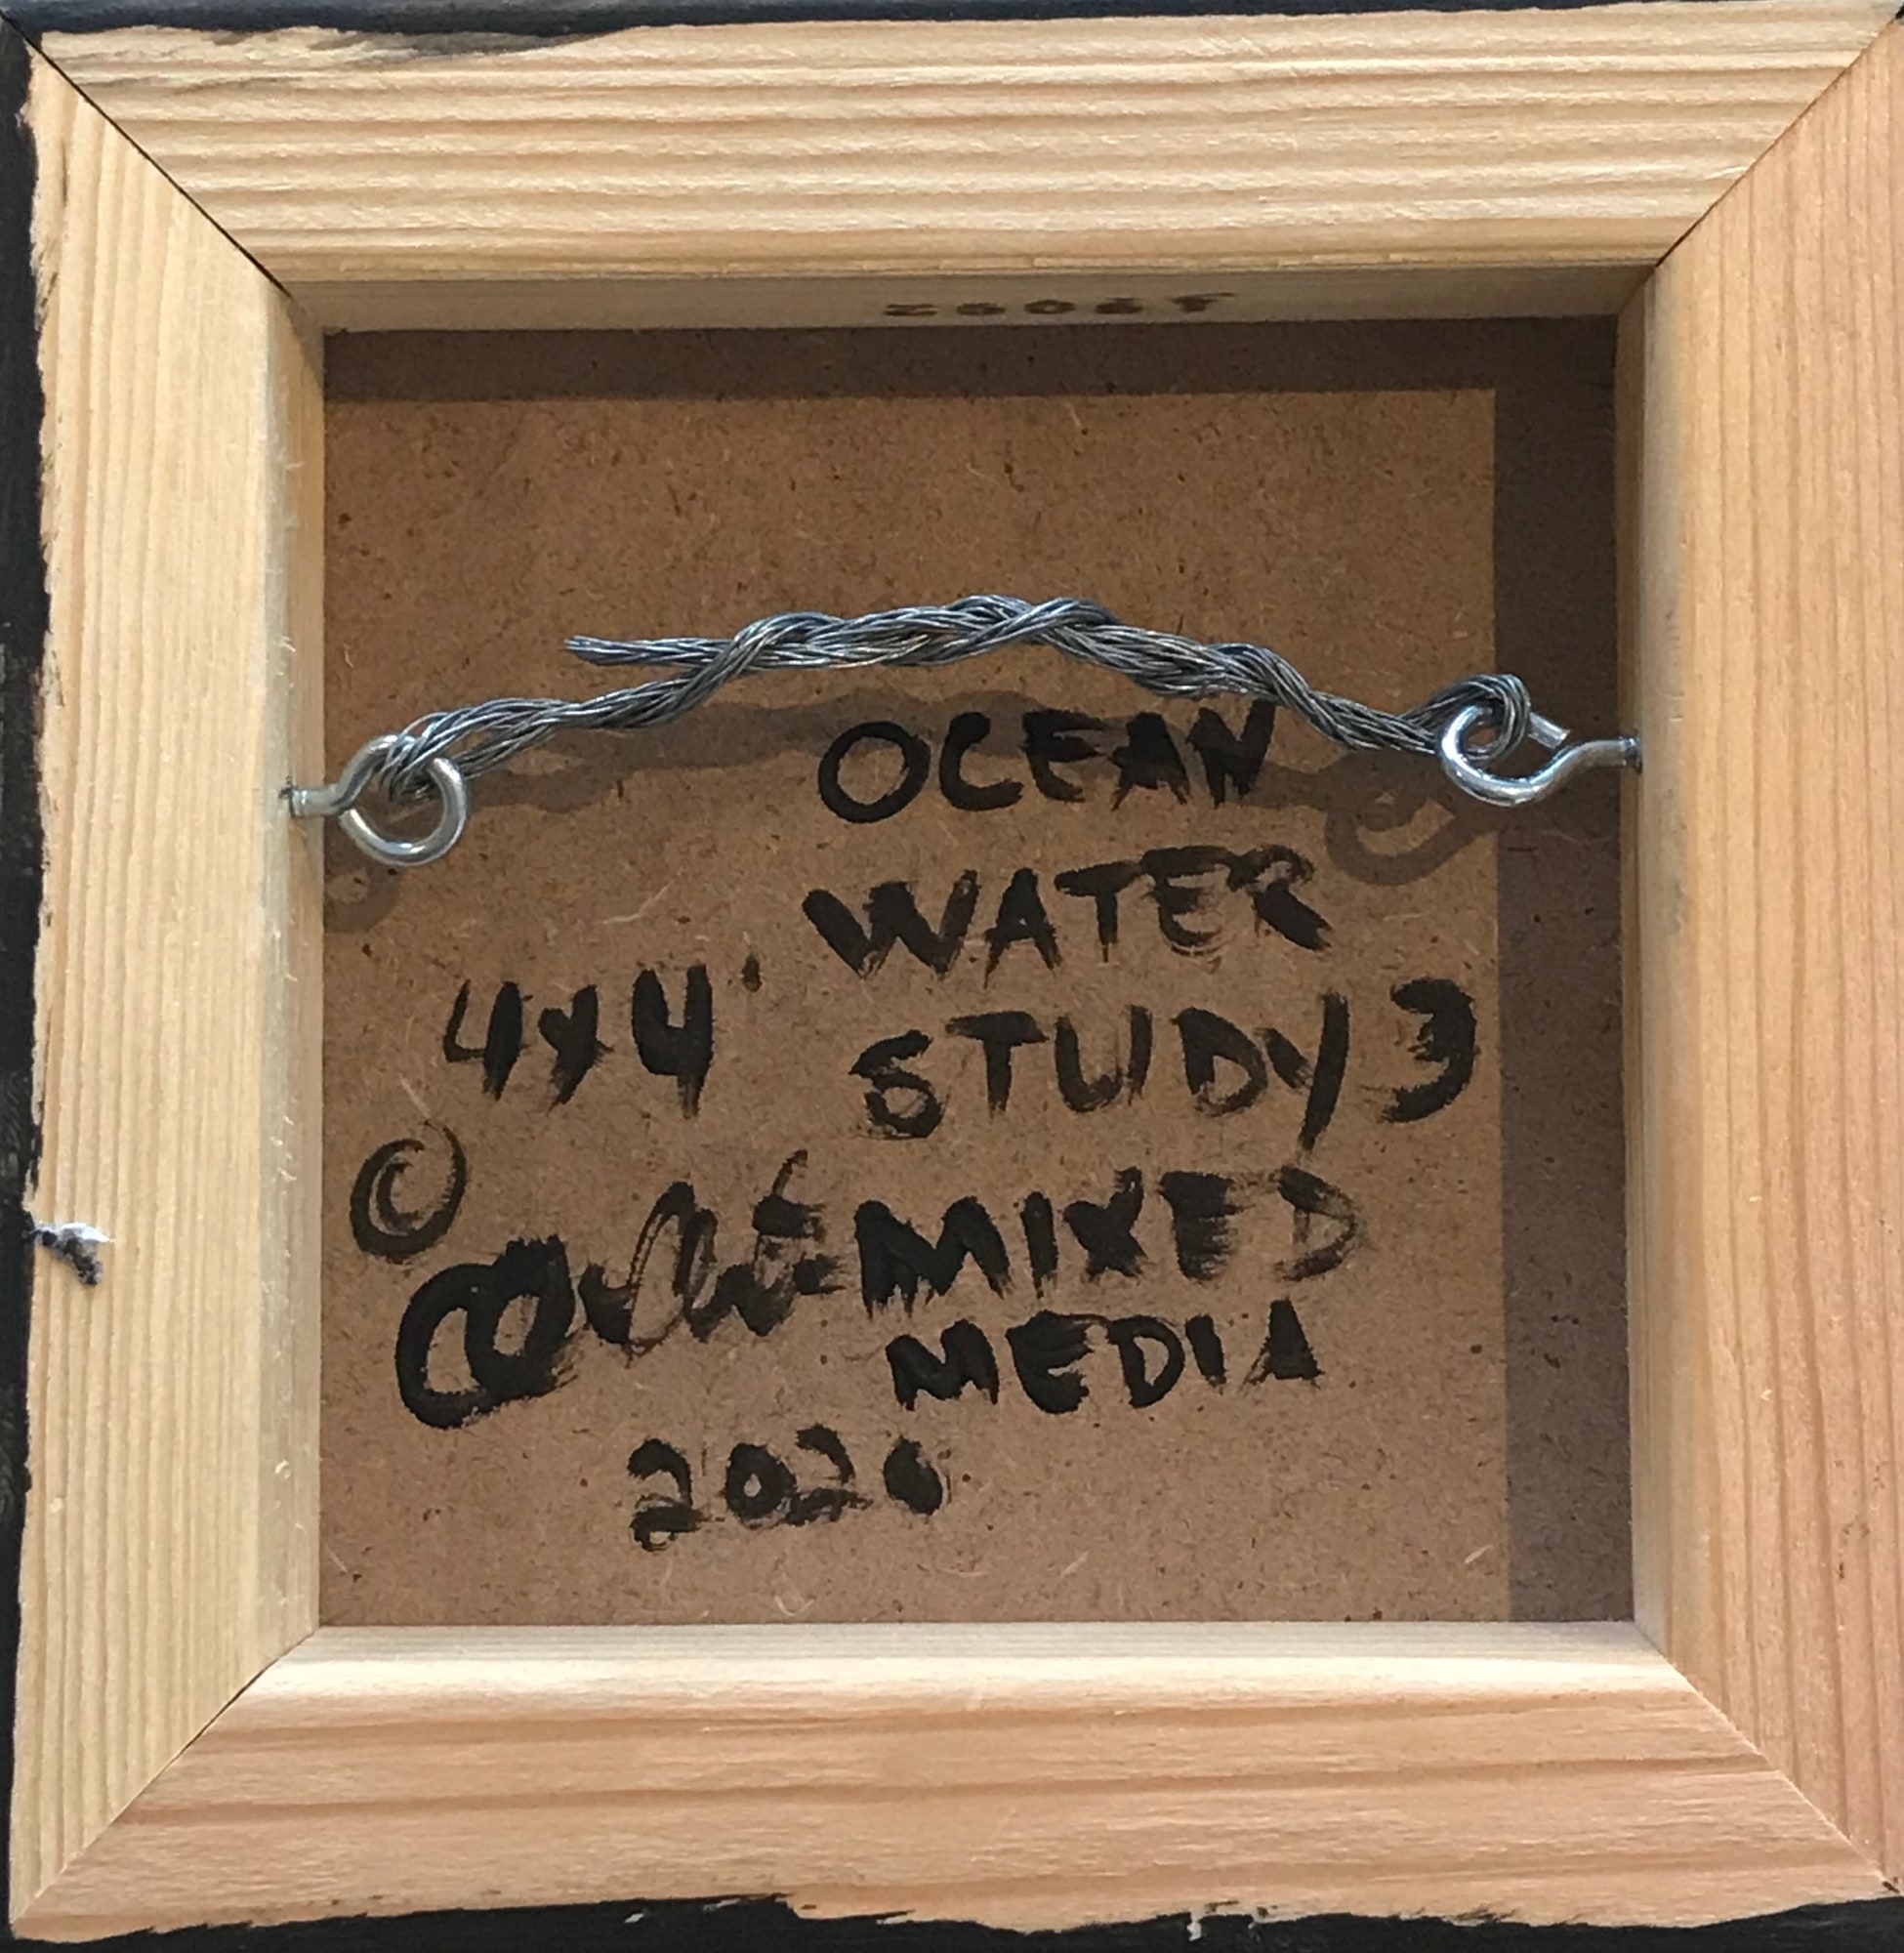 OCEAN
WATER
4x4'
STUDY 3
©
MIXED
MEDIA
2020